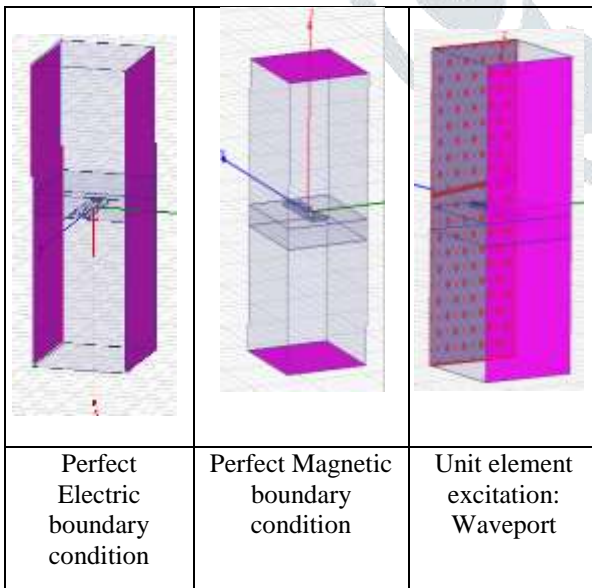 Perfect
Electric
boundary
condition
Perfect Magnetic
boundary
condition
Unit element
excitation:
Waveport